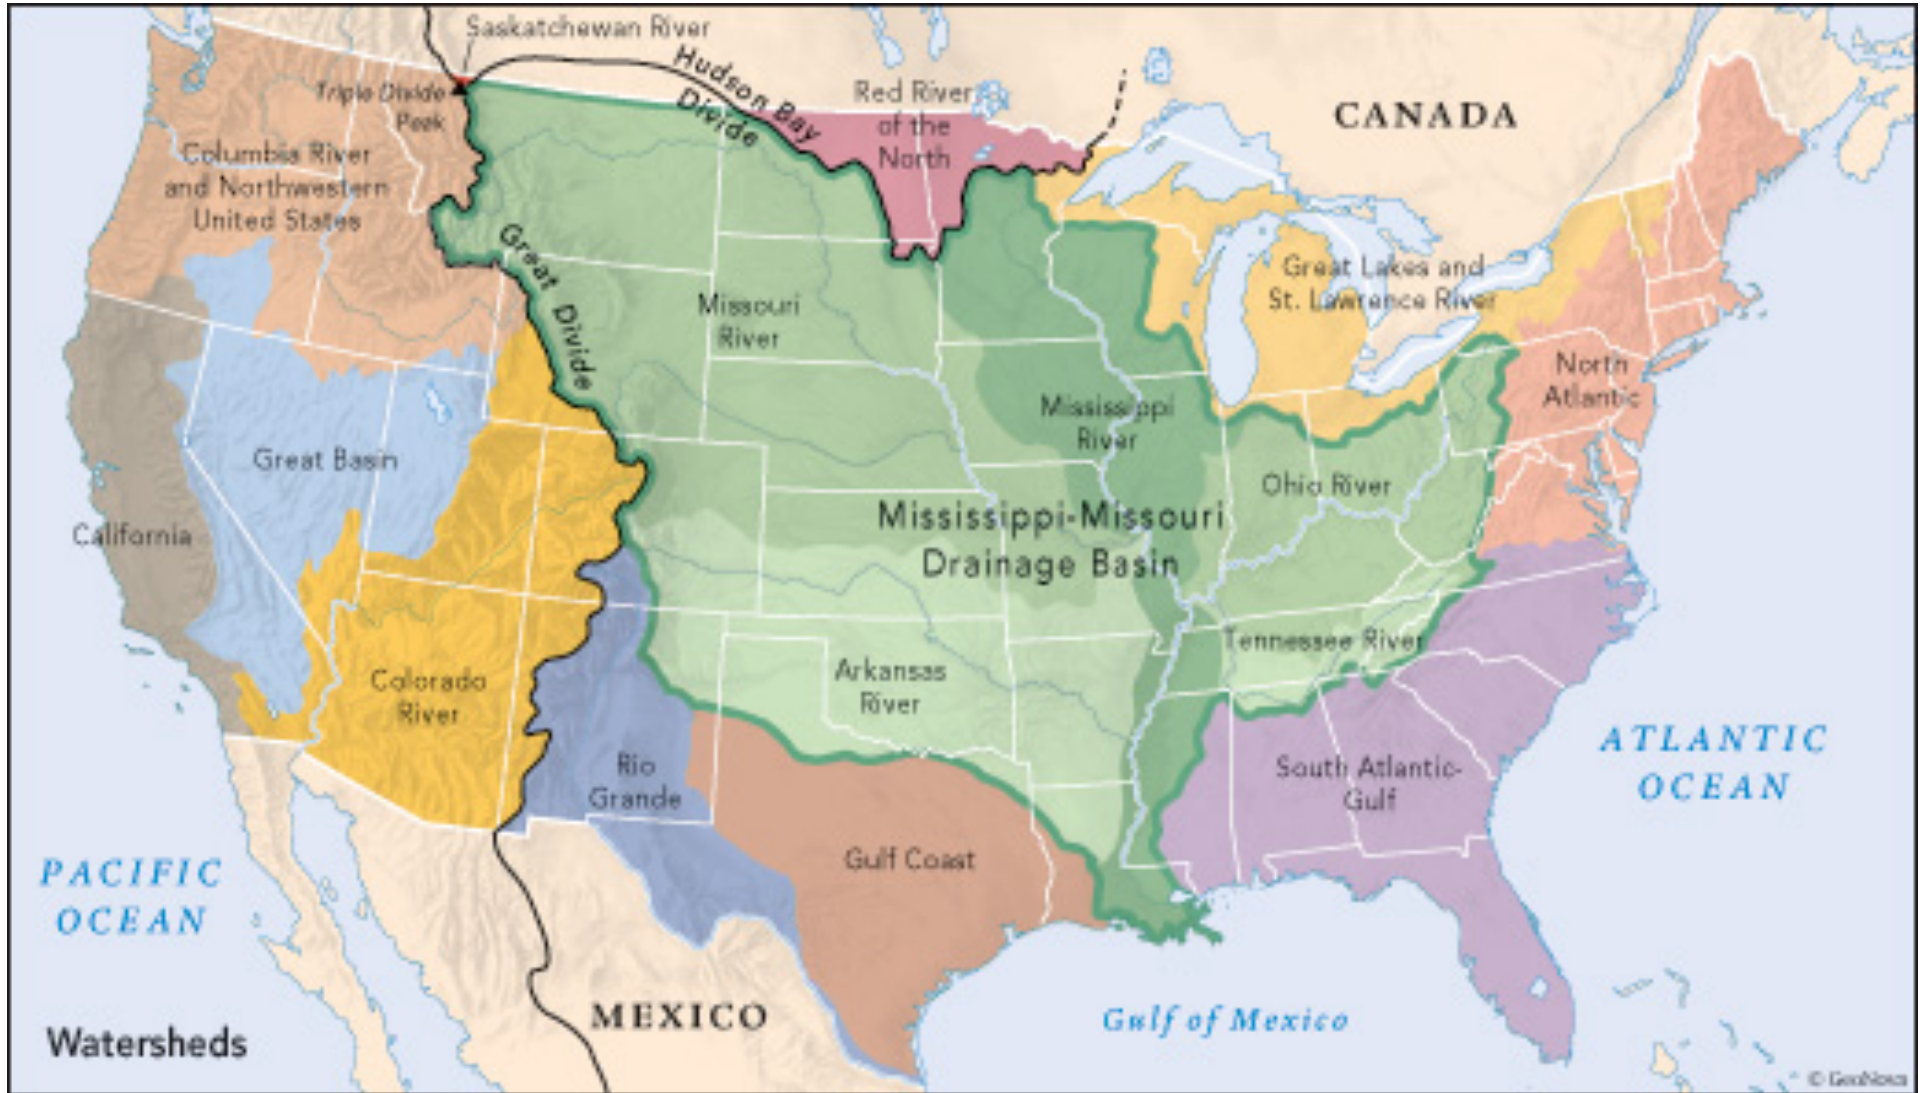 Saskatchewan River
Hudson Bay
Divide
Triple Divide
Peak
Red River
of the
North
CANADA
Columbia River
and Northwestern
United States
Great Divide
Missouri
River
Great Lakes and
St. Lawrence River
North
Atlantic
Mississippi
River
Great Basin
Ohio River
California
Mississippi-Missouri
Drainage Basin
Tennessee River
Arkansas
River
Colorado
River
Rio
Grande
South Atlantic-
Gulf
ATLANTIC
OCEAN
Gulf Coast
PACIFIC
OCEAN
MEXICO
Gulf of Mexico
Watersheds
© GeoNova